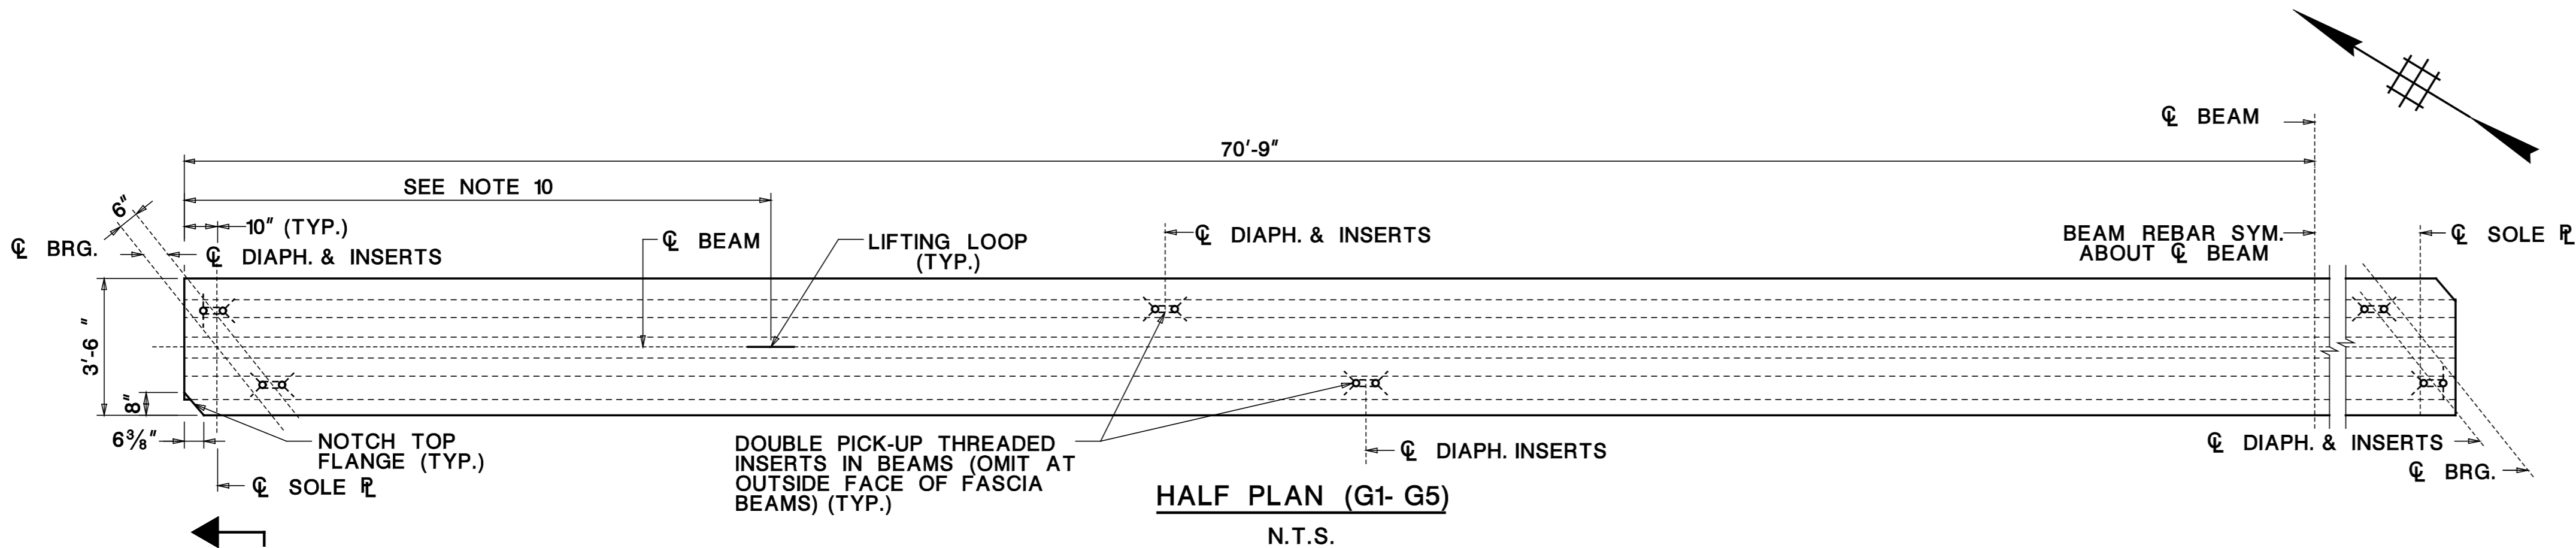 ℄ BEAM
70'-9"
SEE NOTE 10
6"
10" (TYP.)
℄ BRG.
℄ DIAPH. & INSERTS
℄ BEAM
LIFTING LOOP
(TYP.)
℄ DIAPH. & INSERTS
BEAM REBAR SYM.
ABOUT ℄ BEAM
℄ SOLE ⅊
3'-6 "
8"
6⅜"
NOTCH TOP
FLANGE (TYP.)
℄ SOLE ⅊
DOUBLE PICK-UP THREADED
INSERTS IN BEAMS (OMIT AT
OUTSIDE FACE OF FASCIA
BEAMS) (TYP.)
℄ DIAPH. INSERTS
℄ DIAPH. & INSERTS
℄ BRG.
HALF PLAN (G1- G5)
N.T.S.